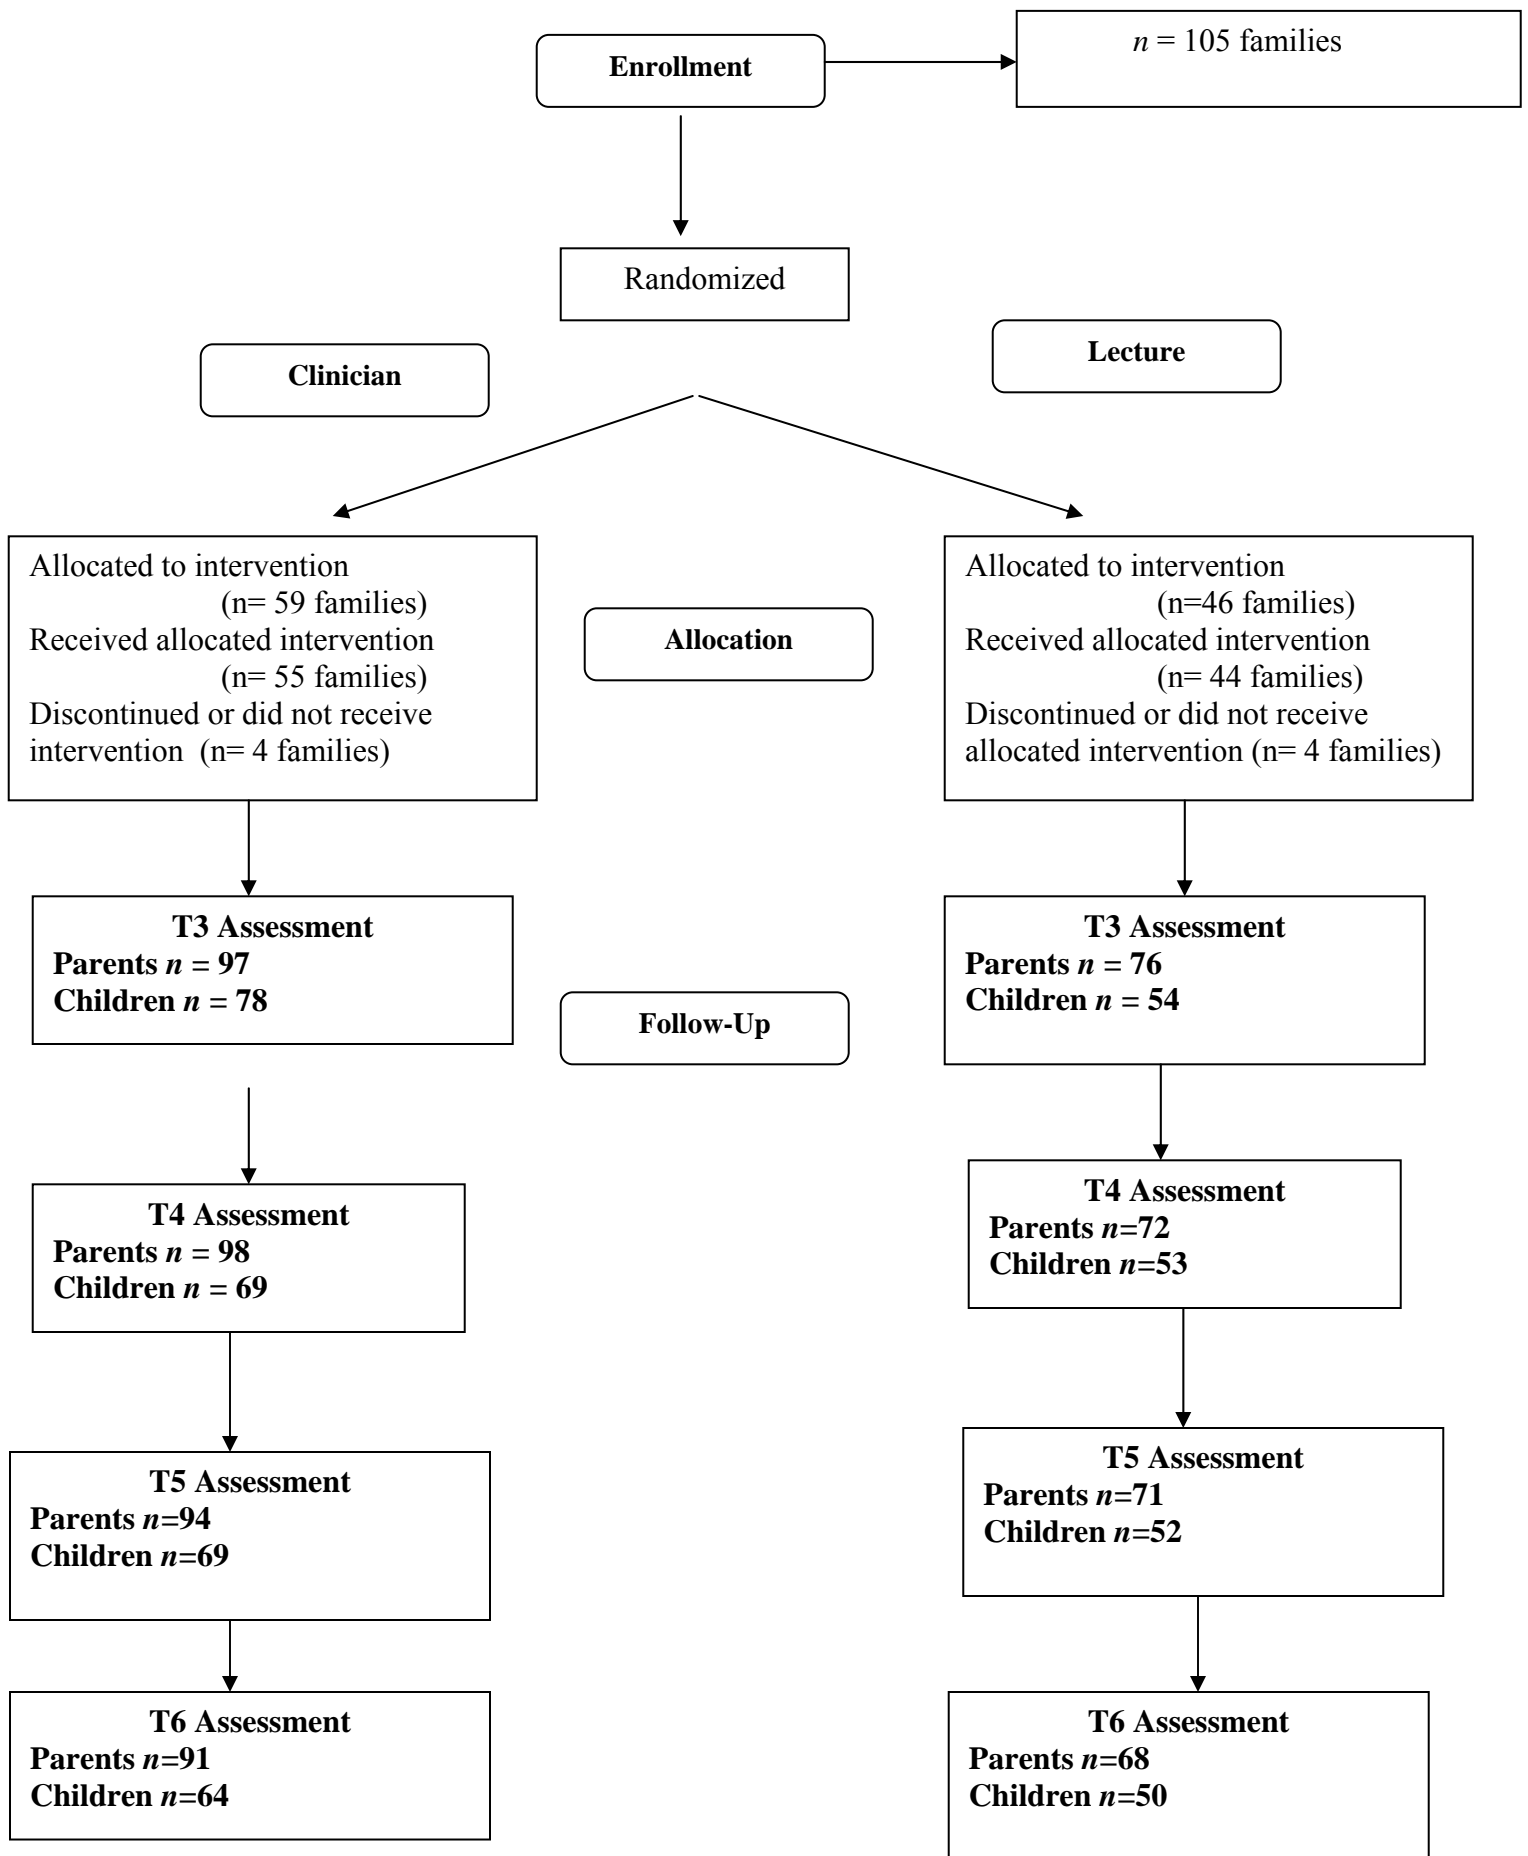 n = 105 families
Enrollment
Randomized
Lecture
Clinician
Allocated to intervention
(n= 59 families)
Received allocated intervention
(n= 55 families)
Discontinued or did not receive
intervention (n= 4 families)
Allocation
Allocated to intervention
(n=46 families)
Received allocated intervention
(n= 44 families)
Discontinued or did not receive
allocated intervention (n= 4 families)
T3 Assessment
Parents n = 97
Children n = 78
T3 Assessment
Parents n = 76
Children n = 54
Follow-Up
T4 Assessment
Parents n = 98
Children n = 69
T4 Assessment
Parents n=72
Children n=53
T5 Assessment
Parents n=94
Children n=69
T5 Assessment
Parents n=71
Children n=52
T6 Assessment
Parents n=91
Children n=64
T6 Assessment
Parents n=68
Children n=50